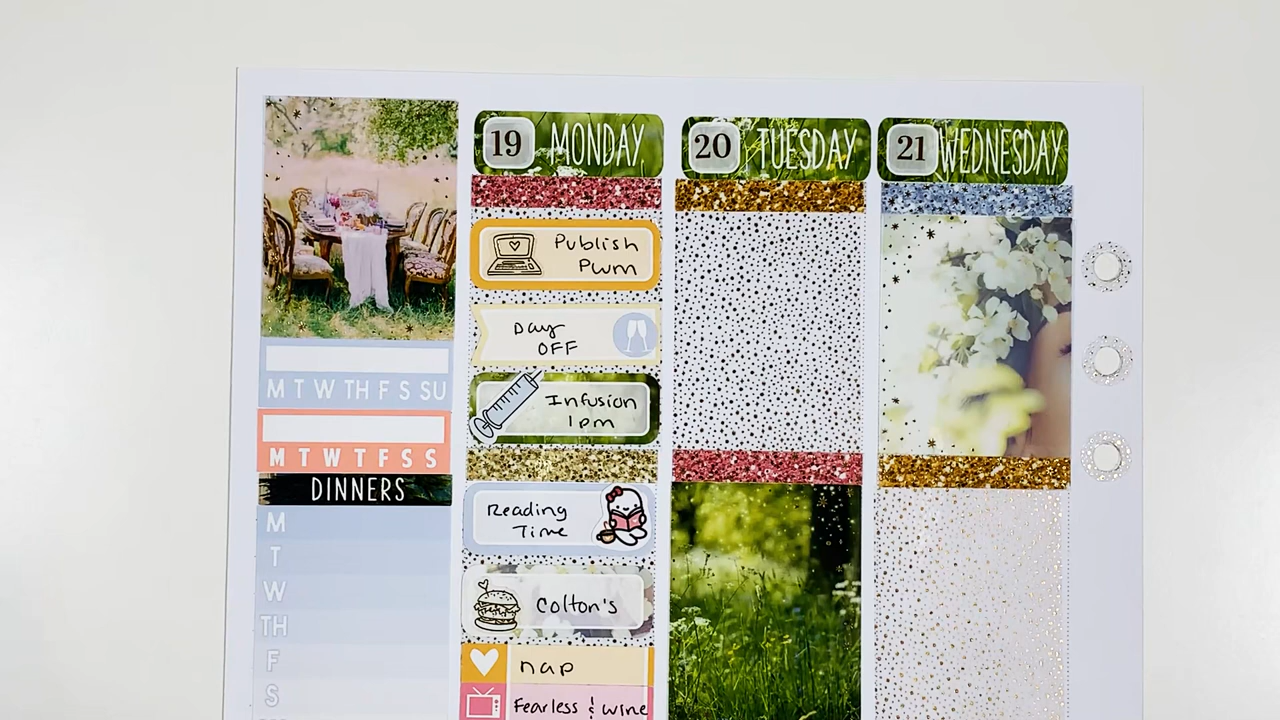 M T W TH F S SU
M T W T F S S
DINNERS
M
T
W
TH
F
S
19 MONDAY
Publish
Pwm
Day
OFF
Infusion
1pm
Reading
Time
Colton's
nap
Fearless & wine
20 TUESDAY
21 WEDNESDAY